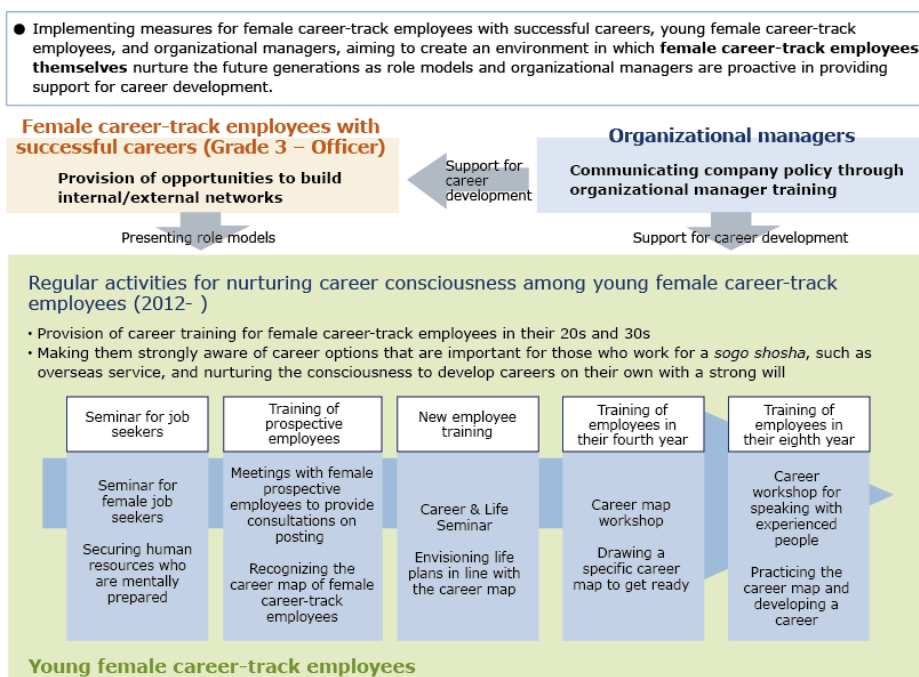 ● Implementing measures for female career-track employees with successful careers, young female career-track
employees, and organizational managers, aiming to create an environment in which female career-track employees
themselves nurture the future generations as role models and organizational managers are proactive in providing
support for career development.
Female career-track employees with
successful careers (Grade 3 – Officer)
Provision of opportunities to build
internal/external networks
Support for
career
development
Organizational managers
Communicating company policy through
organizational manager training
Presenting role models
Support for career development
Regular activities for nurturing career consciousness among young female career-track
employees (2012- )
・Provision of career training for female career-track employees in their 20s and 30s
・Making them strongly aware of career options that are important for those who work for a sogo shosha, such as
overseas service, and nurturing the consciousness to develop careers on their own with a strong will
Seminar for job
seekers
Seminar for
female job
seekers
Securing human
resources who
are mentally
prepared
Training of
prospective
employees
Meetings with female
prospective
employees to provide
consultations on
posting
Recognizing the
career map of female
career-track
employees
New employee
training
Career & Life
Seminar
Envisioning life
plans in line with
the career map
Training of
employees in
their fourth year
Career map
workshop
Drawing a
specific career
map to get ready
Training of
employees in
their eighth year
Career
workshop for
speaking with
experienced
people
Practicing the
career map and
developing a
career
Young female career-track employees